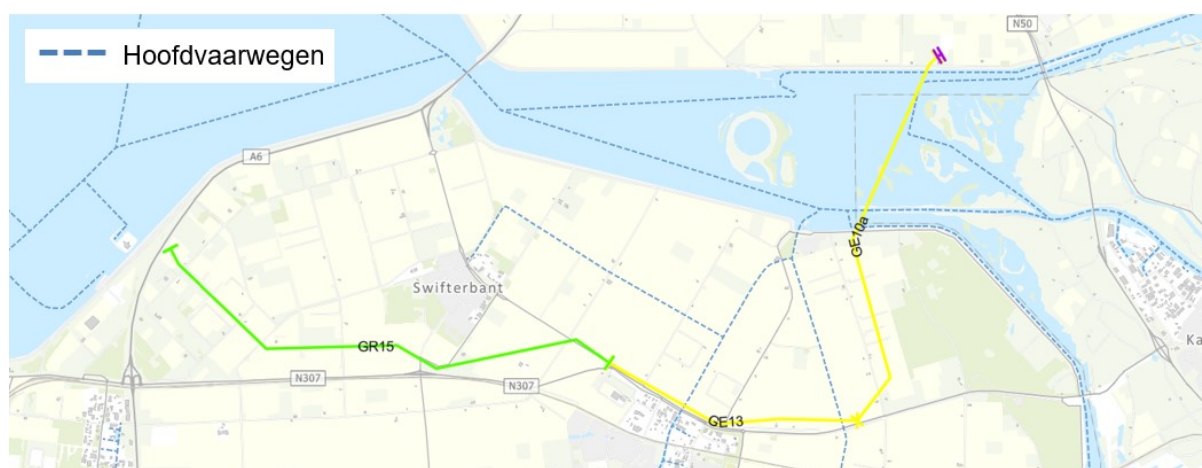 Hoofdvaarwegen
N50
A6
GE10a
Swifterbant
GR15
N307
N307
GE13
Ka